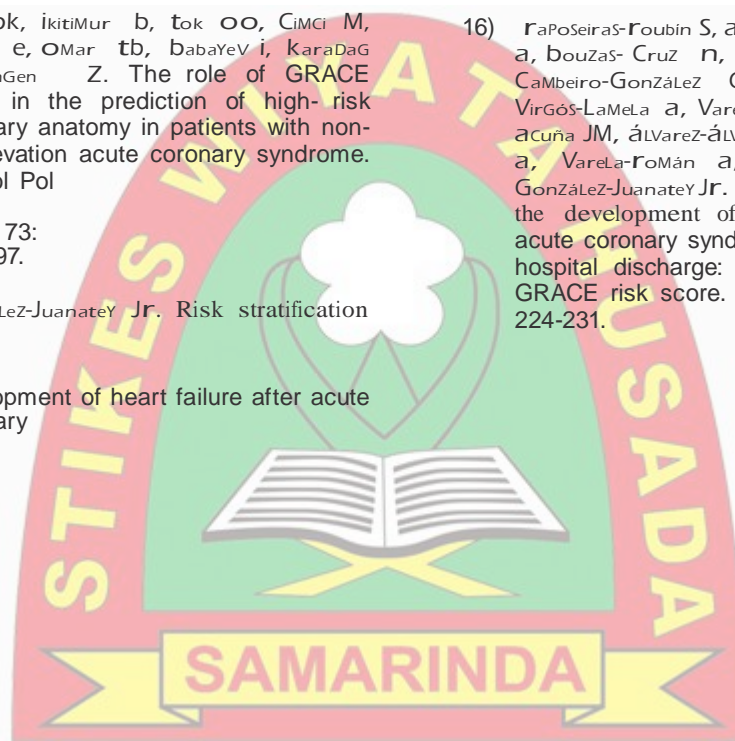 ok, ikitiMur b, tok oo, CiMCi M,
e, oMar tb, babaYeV i, karaDaG
Gen Z. The role of GRACE
in the prediction of high- risk
ary anatomy in patients with non-
evation acute coronary syndrome.
ol Pol
73:
97.
LeZ-JuanateY Jr. Risk stratification
opment of heart failure after acute
ary
16) raPoSeiraS-roubín S, a
a, bouZaS- CruZ n,
CaMbeiro-GonZáLeZ C
VirGóS-LaMeLa a, Vare
aCuña JM, áLVareZ-áLV
a, VareLa-roMán a,
GonZáLeZ-JuanateY Jr.
the development of
acute coronary synd
hospital discharge:
GRACE risk score.
224-231.
STIKES WIYATA HUSADA
SAMARINDA